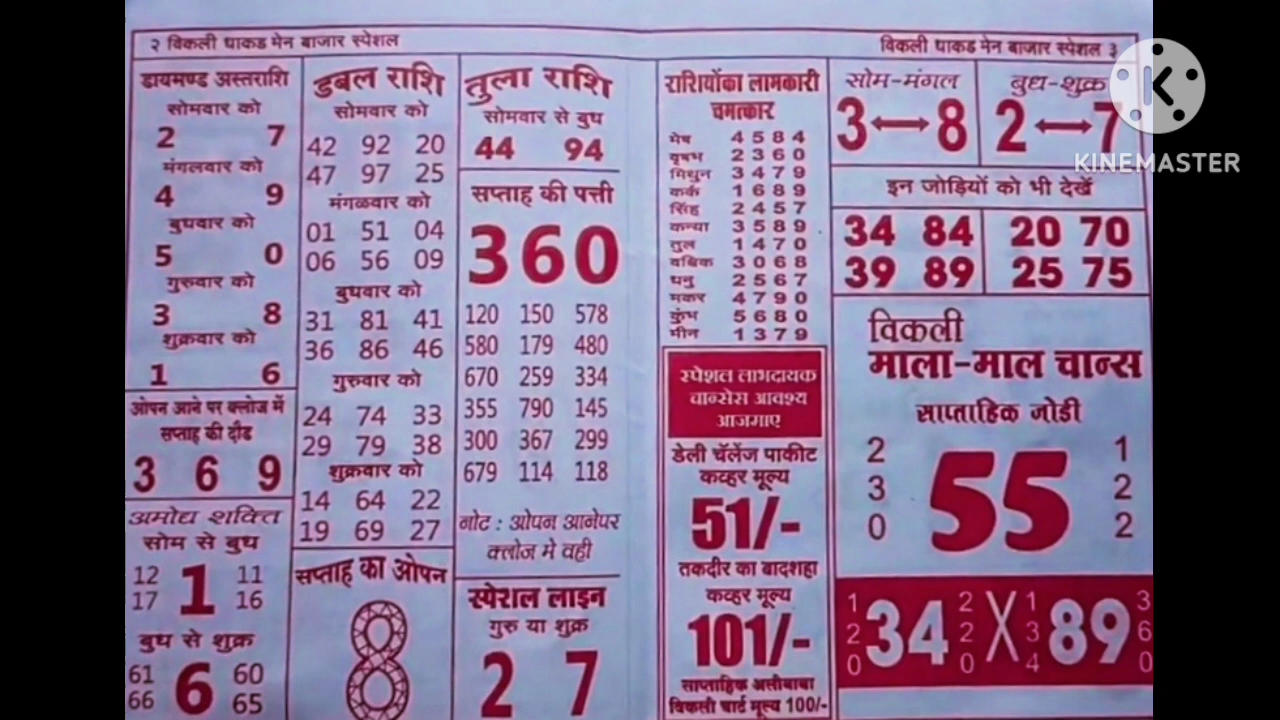 २ विकली धाकड मेन बाजार स्पेशल
विकली धाकड मेन बाजार स्पेशल ३
डायमण्ड अस्तराशि
सोमवार को
2 7
मंगलवार को
4 9
बुधवार को
5 0
गुरुवार को
3 8
शुक्रवार को
1 6
ओपन आने पर क्लोज में
सप्ताह की दौड
3 6 9
अमोद्य शक्ति
सोम से बुध
12 1 11
17 16
बुध से शुक्र
61 6 60
66 65
डबल राशि
सोमवार को
42 92 20
47 97 25
मंगळवार को
01 51 04
06 56 09
बुधवार को
31 81 41
36 86 46
गुरुवार को
24 74 33
29 79 38
शुक्रवार को
14 64 22
19 69 27
सप्ताह का ओपन
8
तुला राशि
सोमवार से बुध
44 94
सप्ताह की पत्ती
360
120 150 578
580 179 480
670 259 334
355 790 145
300 367 299
679 114 118
नोट : ओपन आनेपर
क्लोज मे वही
स्पेशल लाइन
गुरु या शुक्र
2 7
राशियोंका लाभकारी
चमत्कार
मेष 4 5 8 4
वृषभ 2 3 6 0
मिथुन 3 4 7 9
कर्क 1 6 8 9
सिंह 2 4 5 7
कन्या 3 5 8 9
तुल 1 4 7 0
वश्चिक 3 0 6 8
धनु 2 5 6 7
मकर 4 7 9 0
कुंभ 5 6 8 0
मीन 1 3 7 9
स्पेशल लाभदायक
चान्सेस आवश्य
आजमाए
डेली चॅलेंज पाकीट
कव्हर मूल्य
51/-
तकदीर का बादशहा
कव्हर मूल्य
101/-
साप्ताहिक अलीबाबा
विकली चार्ट मूल्य 100/-
सोम-मंगल
3 ↔ 8
बुध-शुक्र
2 ↔ 7
इन जोड़ियों को भी देखें
34 84 20 70
39 89 25 75
विकली
माला-माल चान्स
साप्ताहिक जोडी
2 3 0 55 1 2 2
1 2 0 34 2 2 0 X 1 3 4 89 3 6 0
KINEMASTER